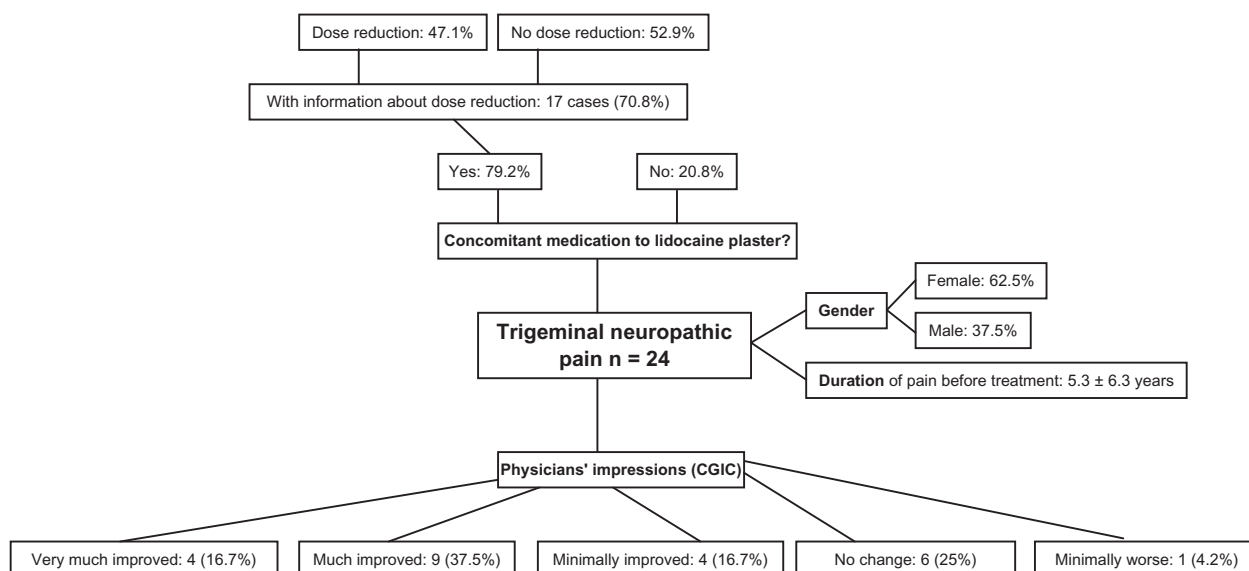 Dose reduction: 47.1%
No dose reduction: 52.9%
With information about dose reduction: 17 cases (70.8%)
Yes: 79.2%
No: 20.8%
Concomitant medication to lidocaine plaster?
Female: 62.5%
Gender
Male: 37.5%
Trigeminal neuropathic
pain n = 24
Duration of pain before treatment: 5.3 ± 6.3 years
Physicians' impressions (CGIC)
Very much improved: 4 (16.7%)
Much improved: 9 (37.5%)
Minimally improved: 4 (16.7%)
No change: 6 (25%)
Minimally worse: 1 (4.2%)